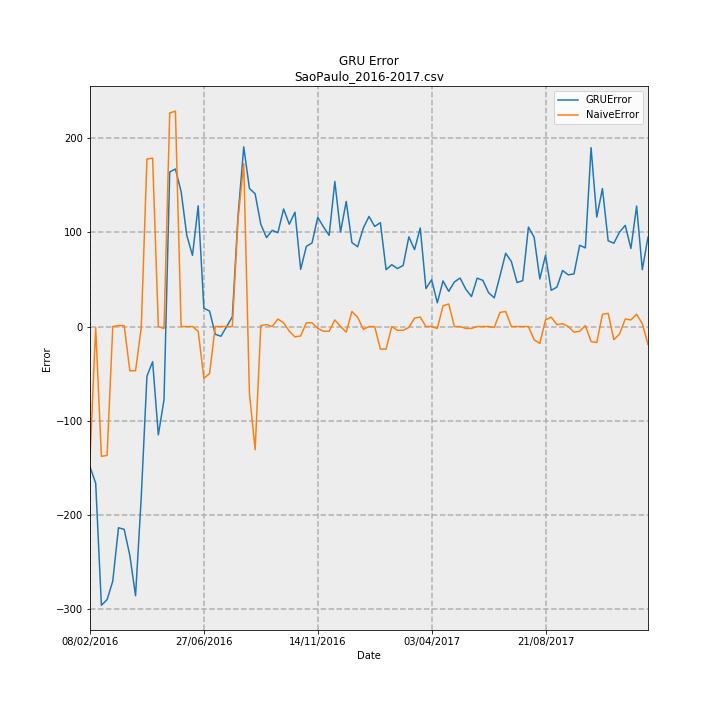 GRU Error
SaoPaulo_2016-2017.csv
GRUError
NaiveError
200
100
0
−100
−200
−300
Error
08/02/2016
27/06/2016
14/11/2016
03/04/2017
21/08/2017
Date